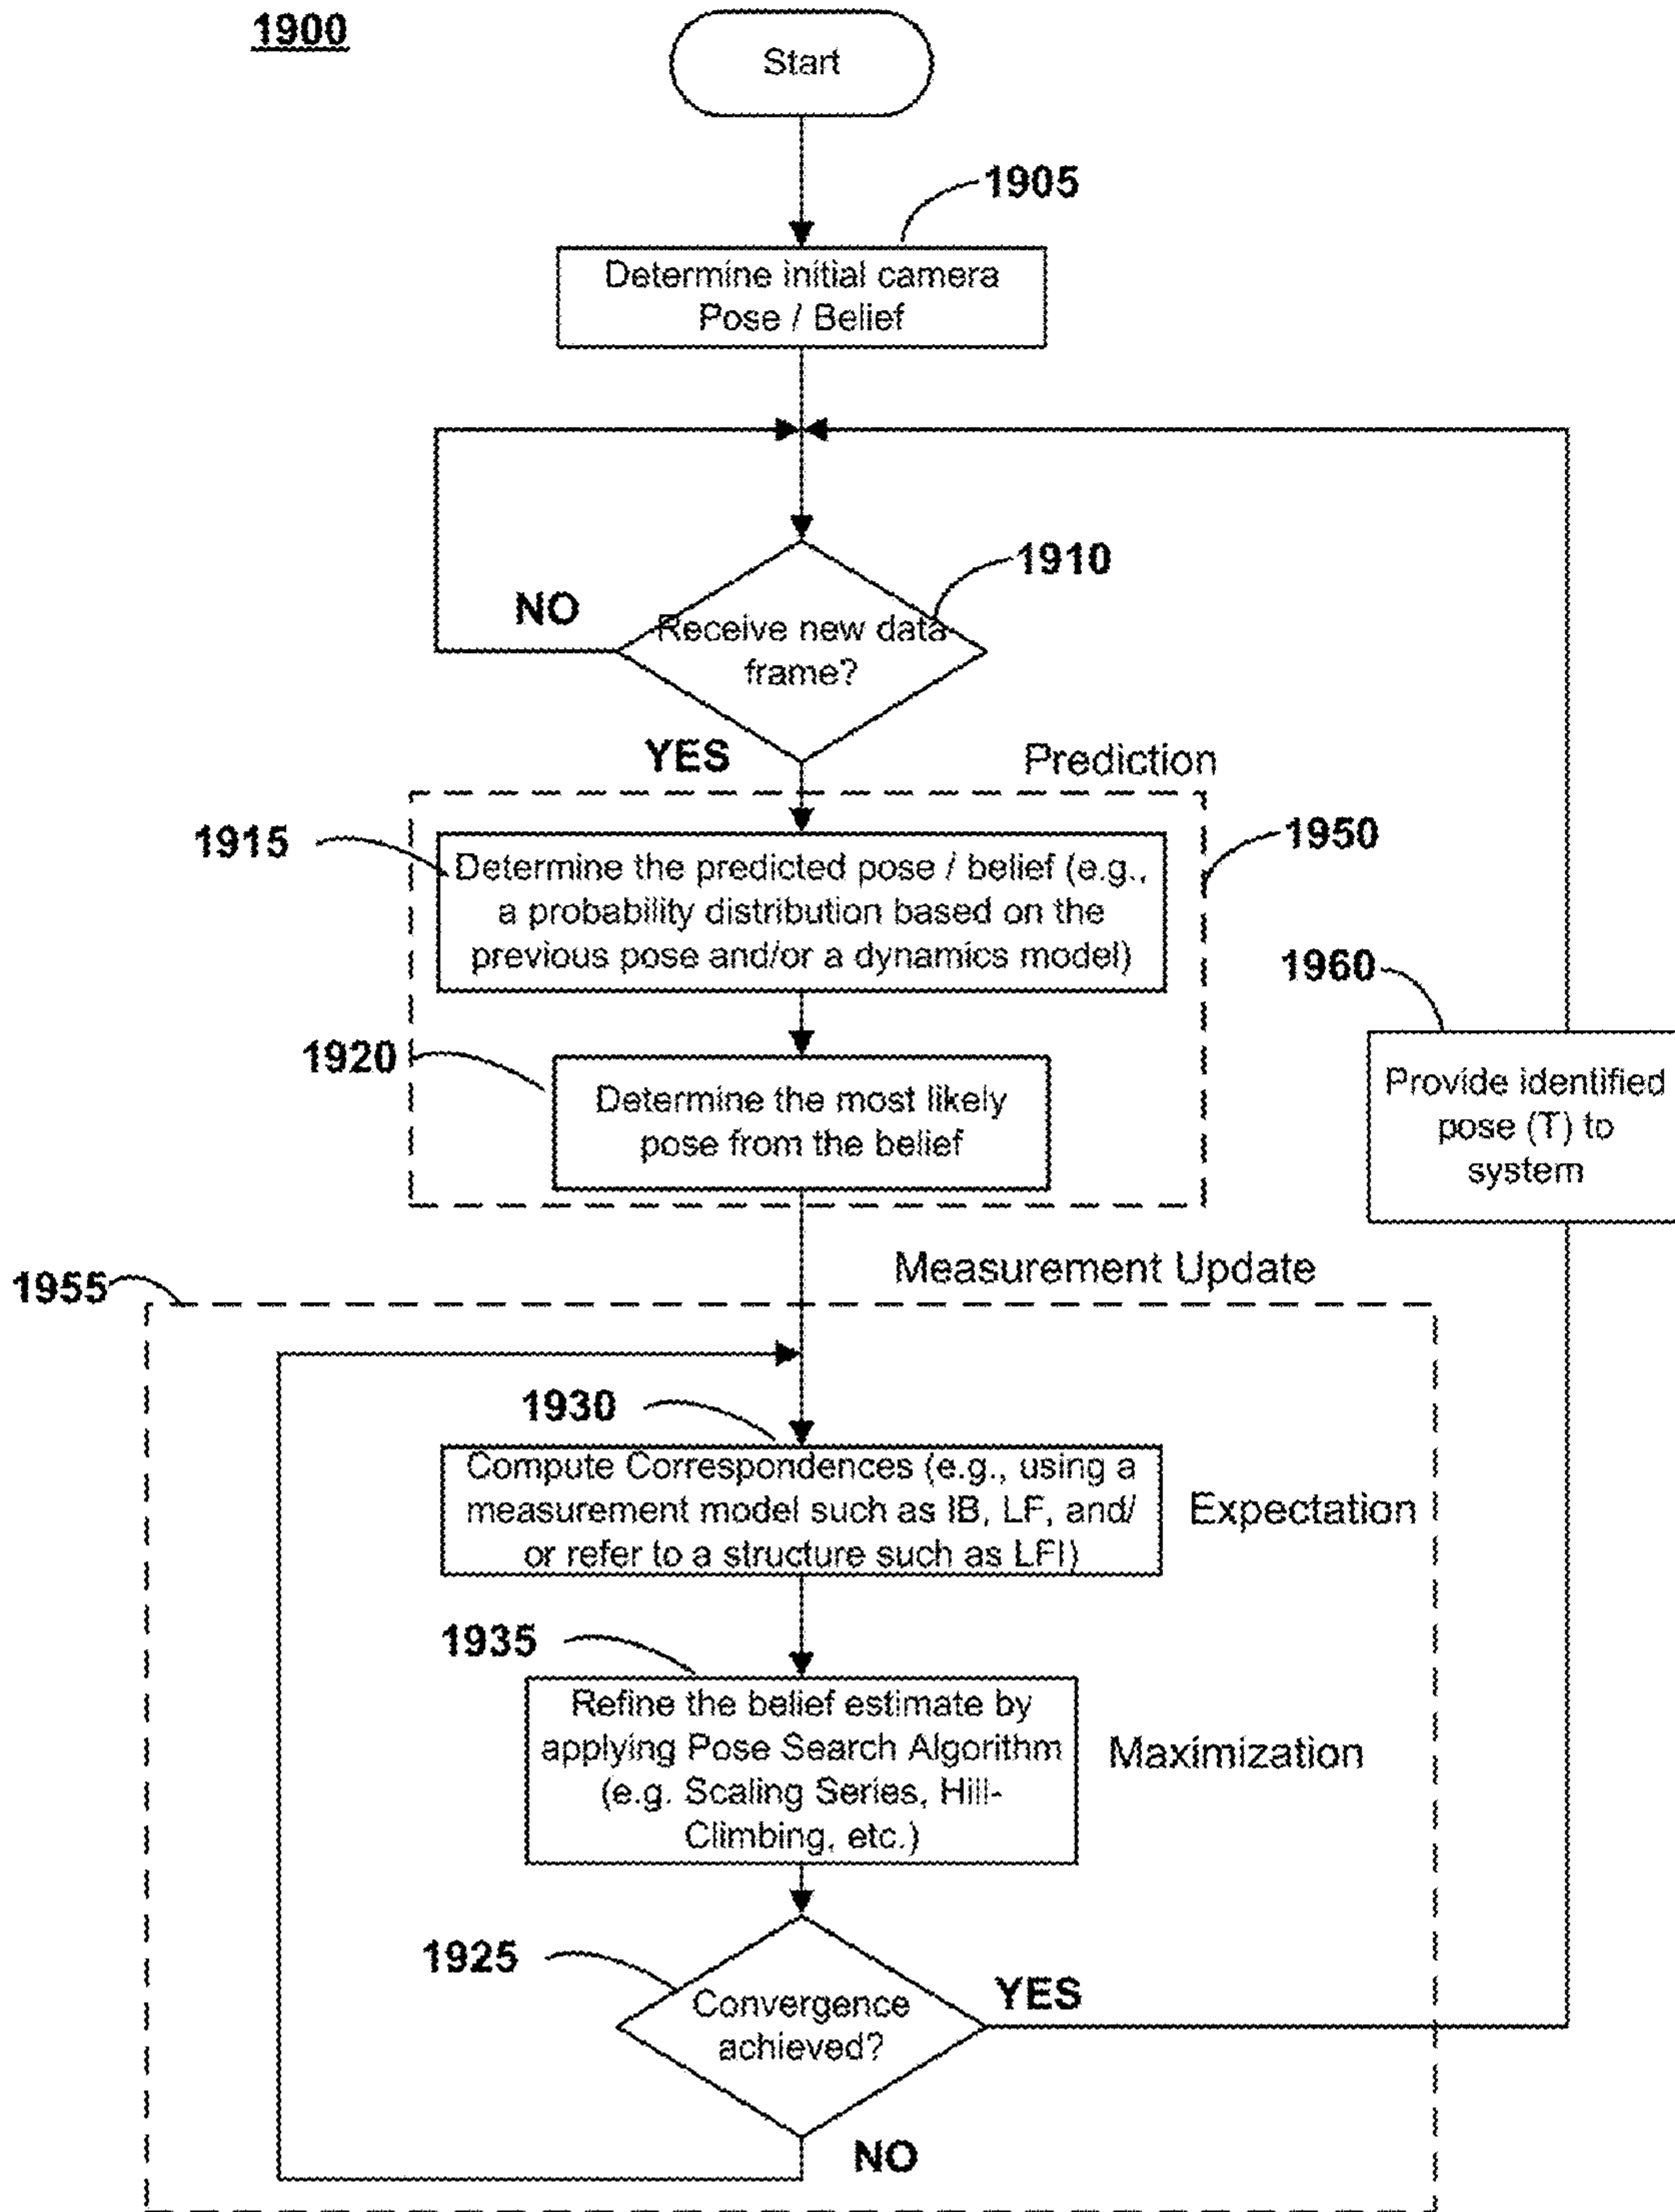 1900
Start
1905
Determine initial camera
Pose / Belief
1910
NO
Receive new data
frame?
YES
Prediction
1915
1950
Determine the predicted pose / belief (e.g.,
a probability distribution based on the
previous pose and/or a dynamics model)
1960
1920
Determine the most likely
pose from the belief
Provide identified
pose (T) to
system
Measurement Update
1955
1930
Compute Correspondences (e.g., using a
measurement model such as IB, LF, and/
or refer to a structure such as LFI)
Expectation
1935
Refine the belief estimate by
applying Pose Search Algorithm
(e.g. Scaling Series, Hill-
Climbing, etc.)
Maximization
1925
Convergence
achieved?
YES
NO